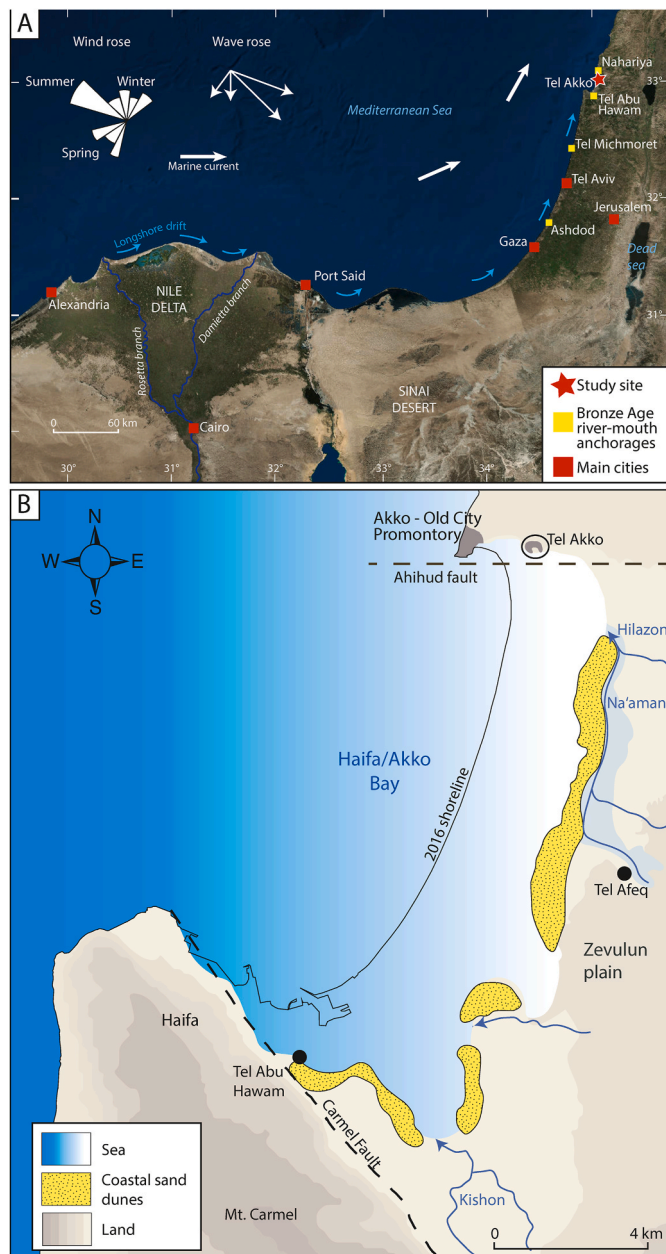 A
Wind rose
Wave rose
Summer
Winter
Spring
Marine current
Mediterranean Sea
Nahariya
Tel Akko
33°
Tel Abu
Hawam
Tel Michmoret
Tel Aviv
32°
Jerusalem
Ashdod
Gaza
Dead
sea
Longshore drift
Port Said
Alexàndria
NILE
DELTA
Damietta branch
Rosetta branch
31°
SINAI
DESERT
0 60 km
Cairo
30° 31° 32° 33° 34°
Study site
Bronze Age
river-mouth
anchorages
Main cities
B
N
W E
S
Akko - Old City
Promontory
Tel Akko
Ahihud fault
Hilazon
Na'aman
Haifa/Akko
Bay
2016 shoreline
Tel Afeq
Zevulun
plain
Haifa
Tel Abu
Hawam
Carmel Fault
Kishon
Mt. Carmel
Sea
Coastal sand
dunes
Land
0 4 km